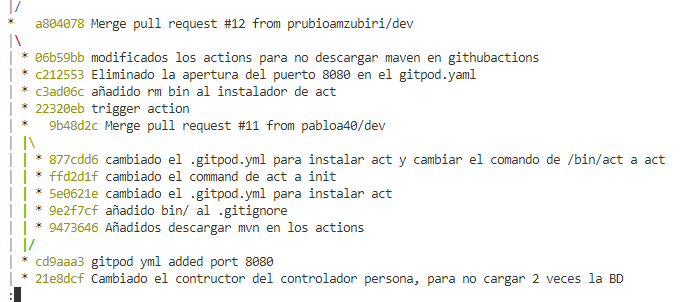 |/
*   a804078 Merge pull request #12 from prubioamzubiri/dev
|\
| * 06b59bb modificados los actions para no descargar maven en githubactions
| * c212553 Eliminado la apertura del puerto 8080 en el gitpod.yaml
| * c3ad06c añadido rm bin al instalador de act
| * 22320eb trigger action
| *   9b48d2c Merge pull request #11 from pabloa40/dev
| |\
| | * 877cdd6 cambiado el .gitpod.yml para instalar act y cambiar el comando de /bin/act a act
| | * ffd2d1f cambiado el command de act a init
| | * 5e0621e cambiado el .gitpod.yml para instalar act
| | * 9e2f7cf añadido bin/ al .gitignore
| | * 9473646 Añadidos descargar mvn en los actions
| |/
| * cd9aaa3 gitpod yml added port 8080
| * 21e8dcf Cambiado el contructor del controlador persona, para no cargar 2 veces la BD
: